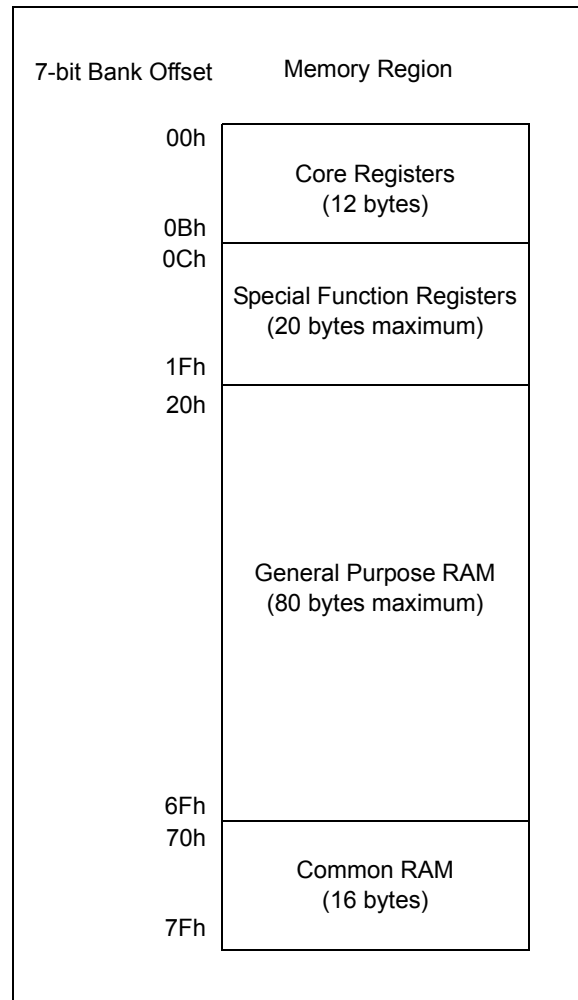 7-bit Bank Offset
Memory Region
00h
Core Registers
(12 bytes)
0Bh
0Ch
Special Function Registers
(20 bytes maximum)
1Fh
20h
General Purpose RAM
(80 bytes maximum)
6Fh
70h
Common RAM
(16 bytes)
7Fh